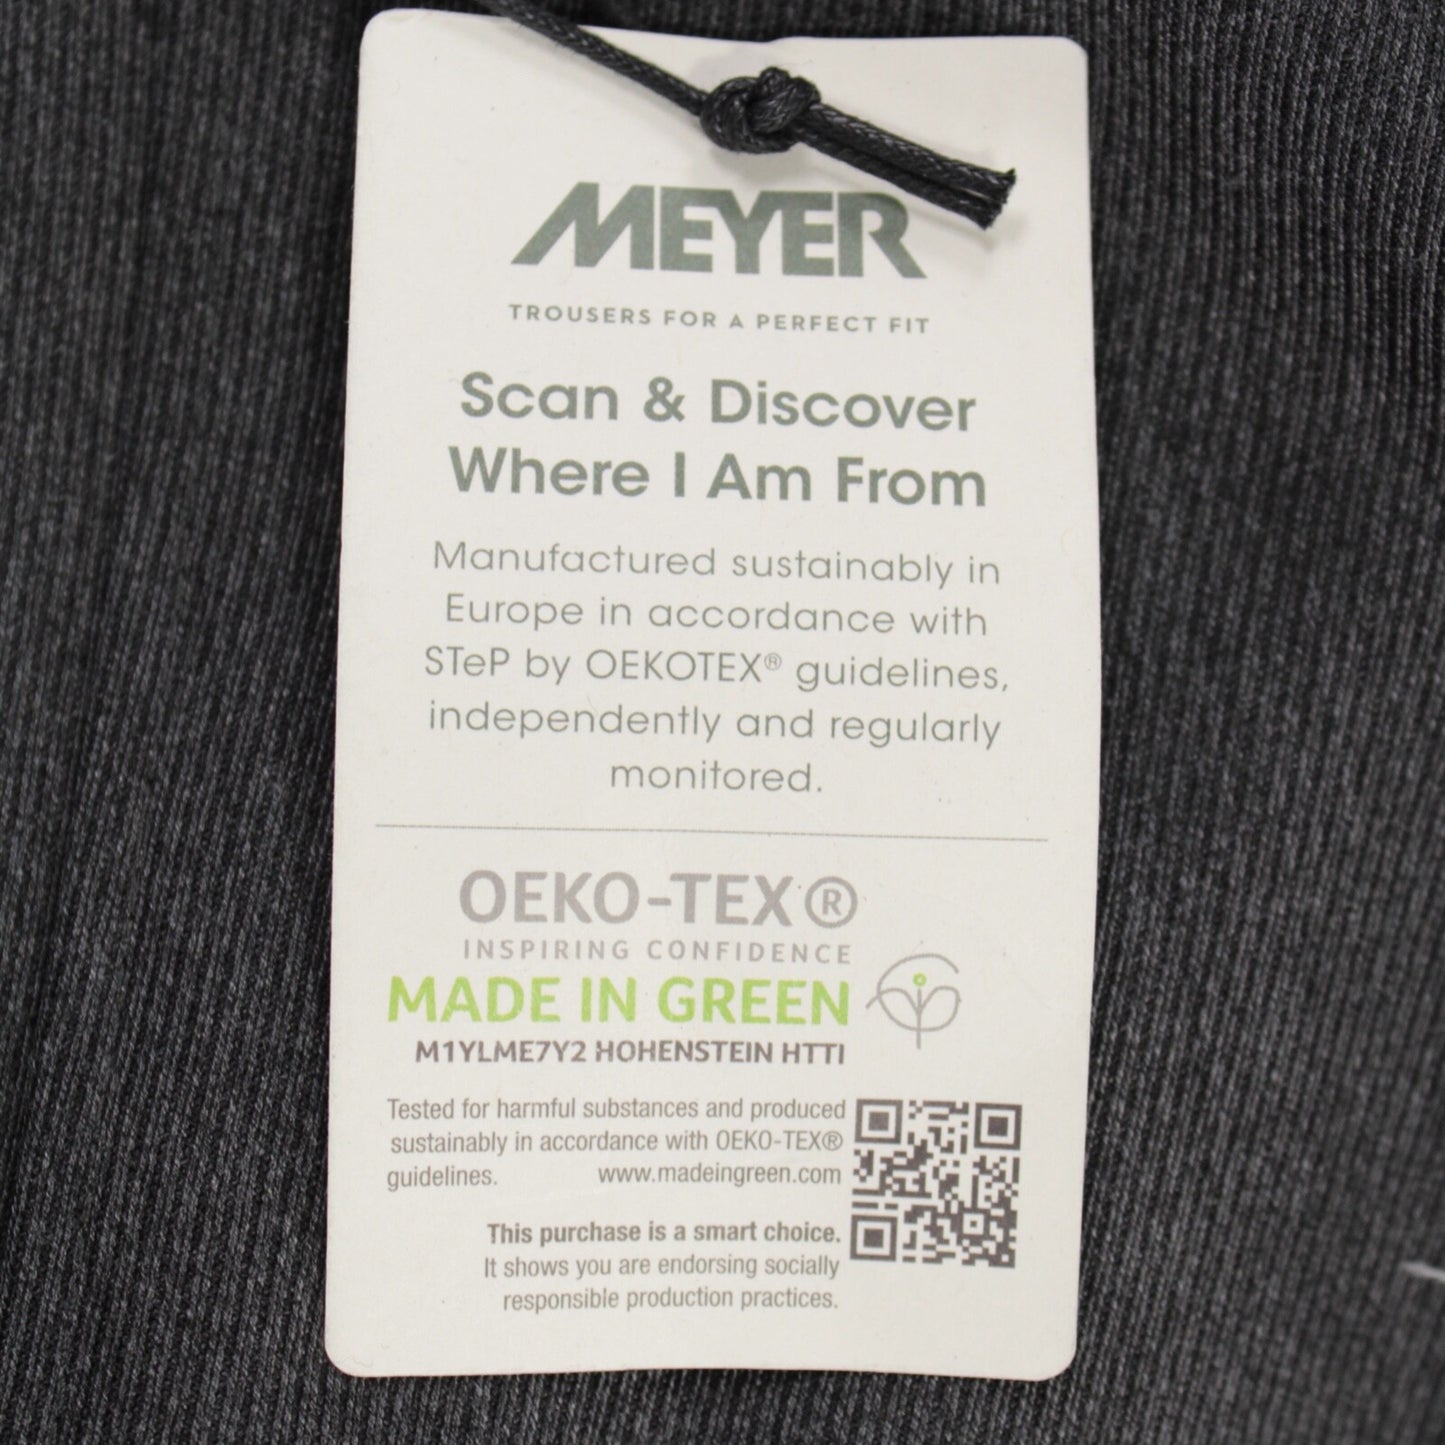 MEYER
TROUSERS FOR A PERFECT FIT
Scan & Discover
Where I Am From
Manufactured sustainably in
Europe in accordance with
STeP by OEKOTEX® guidelines,
independently and regularly
monitored.
OEKO-TEX®
INSPIRING CONFIDENCE
MADE IN GREEN
M1YLME7Y2 HOHENSTEIN HTTI
Tested for harmful substances and produced
sustainably in accordance with OEKO-TEX®
guidelines. www.madeingreen.com
This purchase is a smart choice.
It shows you are endorsing socially
responsible production practices.